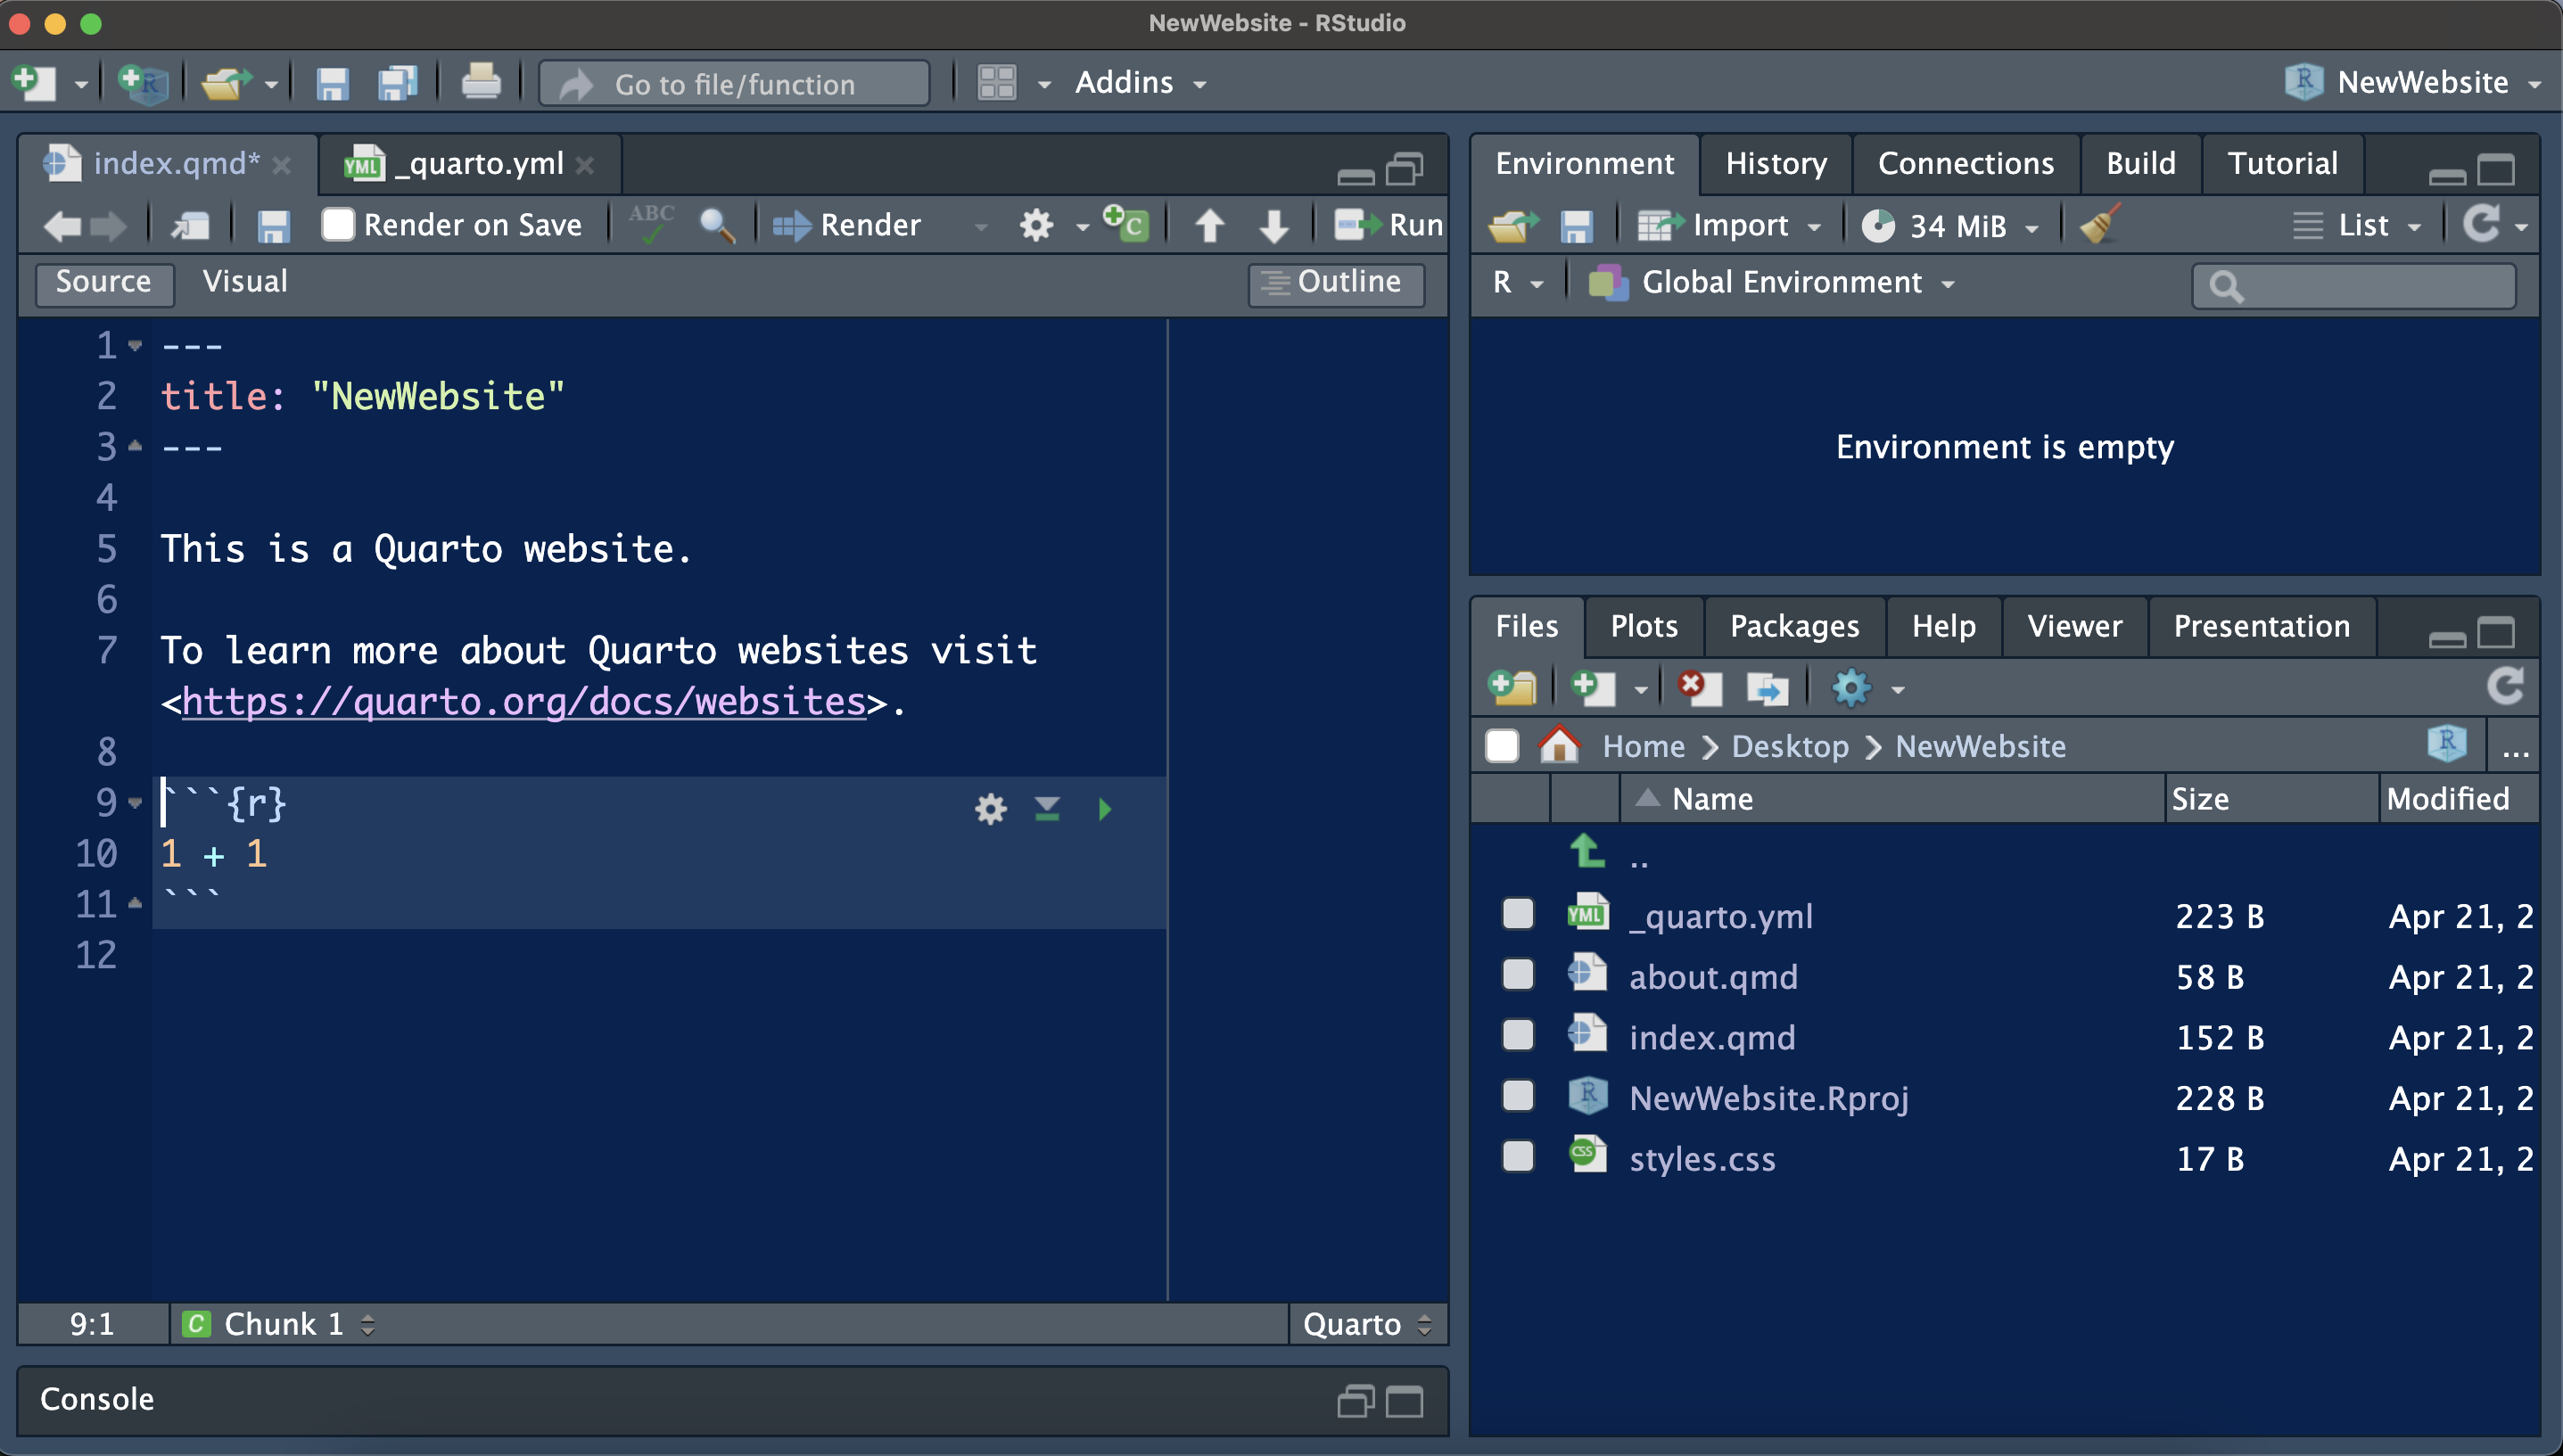 NewWebsite - RStudio
Go to file/function
Addins
NewWebsite
index.qmd*
YML _quarto.yml
Render on Save
ABC
Render
C
Run
Source Visual
Outline
1 ---
2 title: "NewWebsite"
3 ---
4
5 This is a Quarto website.
6
7 To learn more about Quarto websites visit
<https://quarto.org/docs/websites>.
8
9 ```{r}
10 1 + 1
11 ```
12
9:1 C Chunk 1 Quarto
Console
Environment History Connections Build Tutorial
Import 34 MiB List
R Global Environment
Environment is empty
Files Plots Packages Help Viewer Presentation
Home Desktop NewWebsite R ...
Name Size Modified
..
YML _quarto.yml 223 B Apr 21, 2
about.qmd 58 B Apr 21, 2
index.qmd 152 B Apr 21, 2
R NewWebsite.Rproj 228 B Apr 21, 2
CSS styles.css 17 B Apr 21, 2